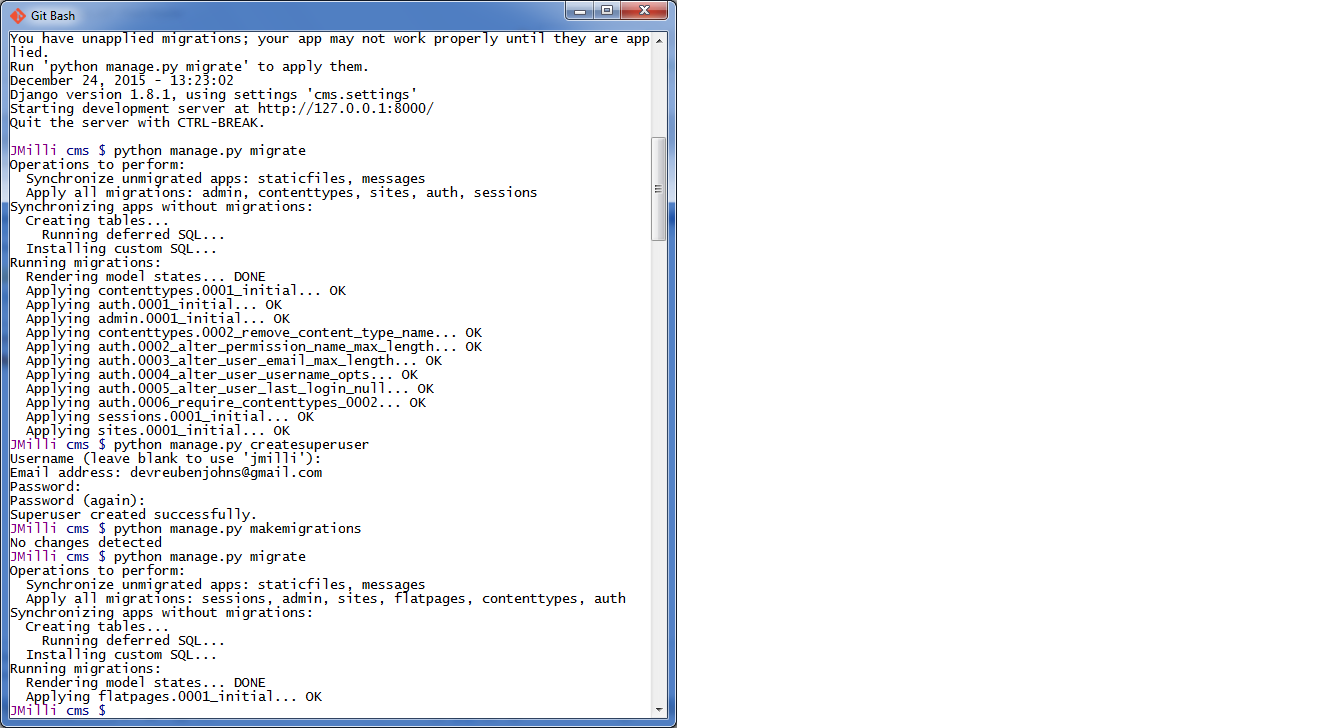 Git Bash
You have unapplied migrations; your app may not work properly until they are app
lied.
Run 'python manage.py migrate' to apply them.
December 24, 2015 - 13:23:02
Django version 1.8.1, using settings 'cms.settings'
Starting development server at http://127.0.0.1:8000/
Quit the server with CTRL-BREAK.
JMilli cms $ python manage.py migrate
Operations to perform:
  Synchronize unmigrated apps: staticfiles, messages
  Apply all migrations: admin, contenttypes, sites, auth, sessions
Synchronizing apps without migrations:
  Creating tables...
    Running deferred SQL...
  Installing custom SQL...
Running migrations:
  Rendering model states... DONE
  Applying contenttypes.0001_initial... OK
  Applying auth.0001_initial... OK
  Applying admin.0001_initial... OK
  Applying contenttypes.0002_remove_content_type_name... OK
  Applying auth.0002_alter_permission_name_max_length... OK
  Applying auth.0003_alter_user_email_max_length... OK
  Applying auth.0004_alter_user_username_opts... OK
  Applying auth.0005_alter_user_last_login_null... OK
  Applying auth.0006_require_contenttypes_0002... OK
  Applying sessions.0001_initial... OK
  Applying sites.0001_initial... OK
JMilli cms $ python manage.py createsuperuser
Username (leave blank to use 'jmilli'):
Email address: devreubenjohns@gmail.com
Password:
Password (again):
Superuser created successfully.
JMilli cms $ python manage.py makemigrations
No changes detected
JMilli cms $ python manage.py migrate
Operations to perform:
  Synchronize unmigrated apps: staticfiles, messages
  Apply all migrations: sessions, admin, sites, flatpages, contenttypes, auth
Synchronizing apps without migrations:
  Creating tables...
    Running deferred SQL...
  Installing custom SQL...
Running migrations:
  Rendering model states... DONE
  Applying flatpages.0001_initial... OK
JMilli cms $